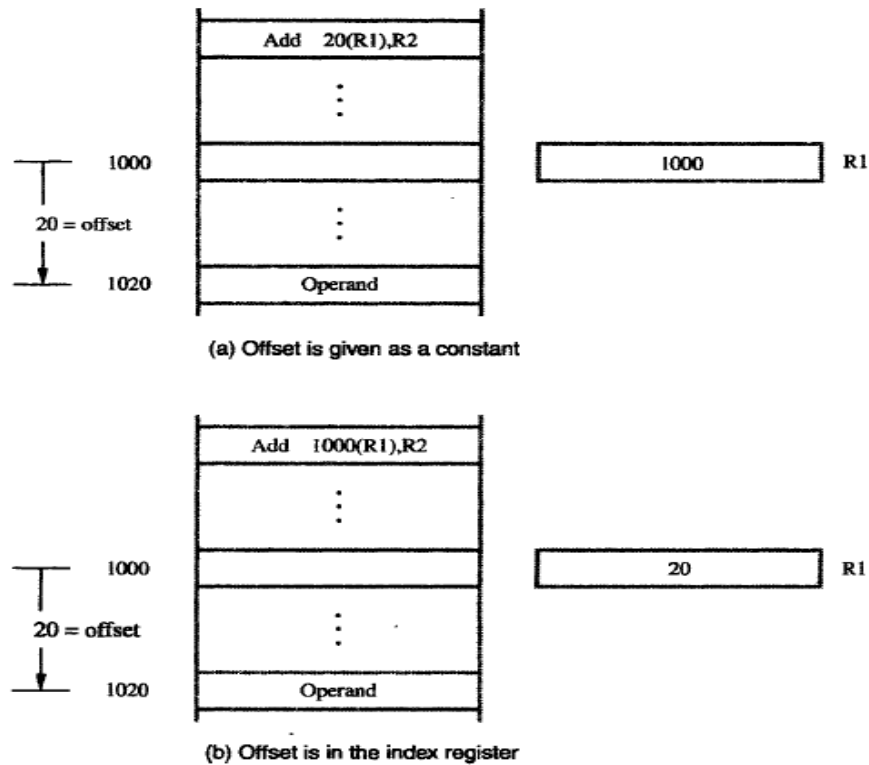 Add 20(R1),R2
1000
1000 R1
20 = offset
1020 Operand
(a) Offset is given as a constant
Add 1000(R1),R2
1000
20 R1
20 = offset
1020 Operand
(b) Offset is in the index register